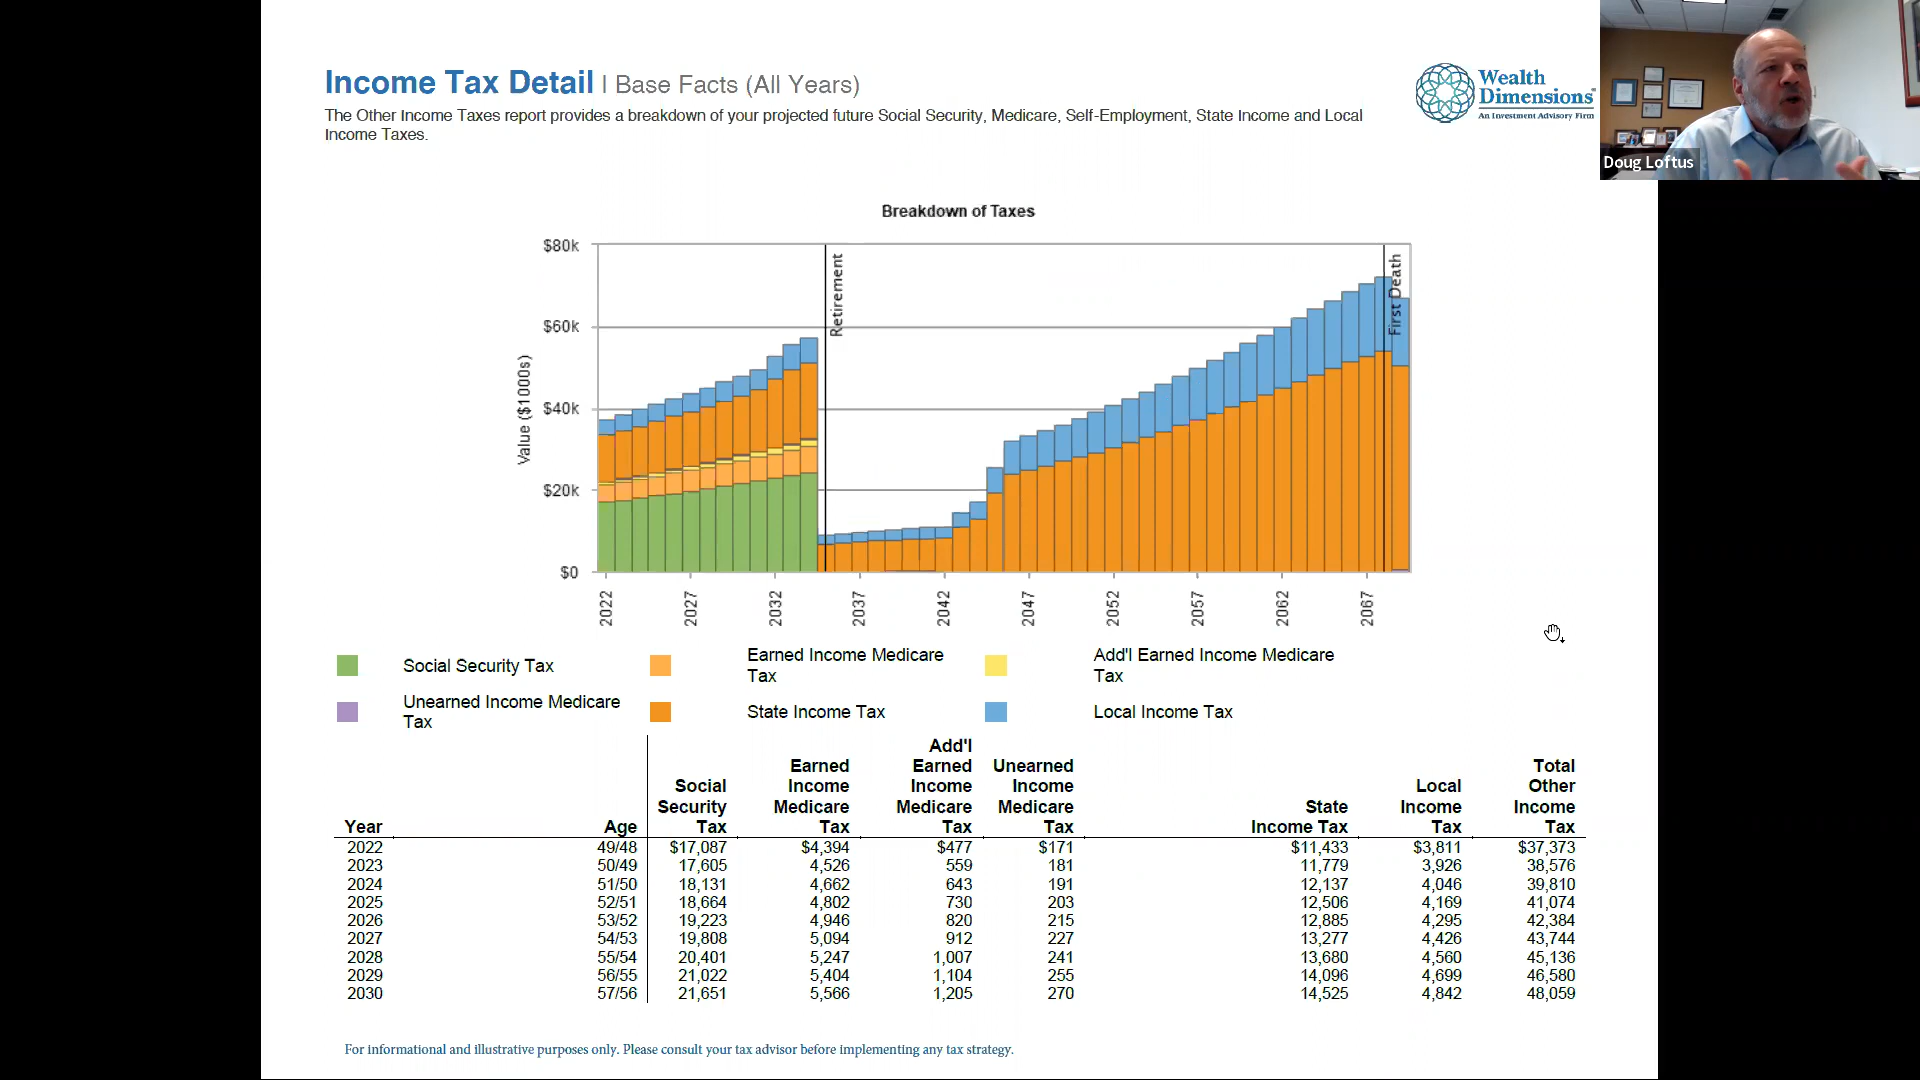 Income Tax Detail | Base Facts (All Years)
The Other Income Taxes report provides a breakdown of your projected future Social Security, Medicare, Self-Employment, State Income and Local
Income Taxes.
Wealth
Dimensions®
An Investment Advisory Firm
Doug Loftus
Breakdown of Taxes
Value ($1000s)
$80k
$60k
$40k
$20k
$0
Retirement
First Death
2022 2027 2032 2037 2042 2047 2052 2057 2062 2067
Social Security Tax
Earned Income Medicare
Tax
Add'l Earned Income Medicare
Tax
Unearned Income Medicare
Tax
State Income Tax
Local Income Tax
Year
Age
Social
Security
Tax
Earned
Income
Medicare
Tax
Add'l
Earned
Income
Medicare
Tax
Unearned
Income
Medicare
Tax
State
Income Tax
Local
Income
Tax
Total
Other
Income
Tax
2022 49/48 $17,087 $4,394 $477 $171 $11,433 $3,811 $37,373
2023 50/49 17,605 4,526 559 181 11,779 3,926 38,576
2024 51/50 18,131 4,662 643 191 12,137 4,046 39,810
2025 52/51 18,664 4,802 730 203 12,506 4,169 41,074
2026 53/52 19,223 4,946 820 215 12,885 4,295 42,384
2027 54/53 19,808 5,094 912 227 13,277 4,426 43,744
2028 55/54 20,401 5,247 1,007 241 13,680 4,560 45,136
2029 56/55 21,022 5,404 1,104 255 14,096 4,699 46,580
2030 57/56 21,651 5,566 1,205 270 14,525 4,842 48,059
For informational and illustrative purposes only. Please consult your tax advisor before implementing any tax strategy.